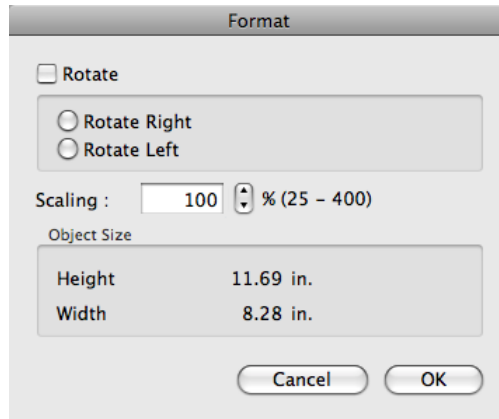 Format
Rotate
Rotate Right
Rotate Left
Scaling : 100 % (25 – 400)
Object Size
Height 11.69 in.
Width 8.28 in.
Cancel OK